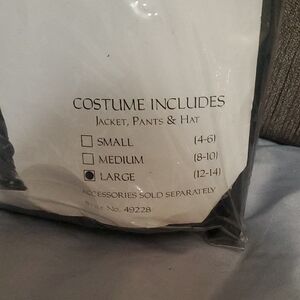 COSTUME INCLUDES
JACKET, PANTS & HAT
SMALL (4-6)
MEDIUM (8-10)
LARGE (12-14)
ACCESSORIES SOLD SEPARATELY
No. 49228